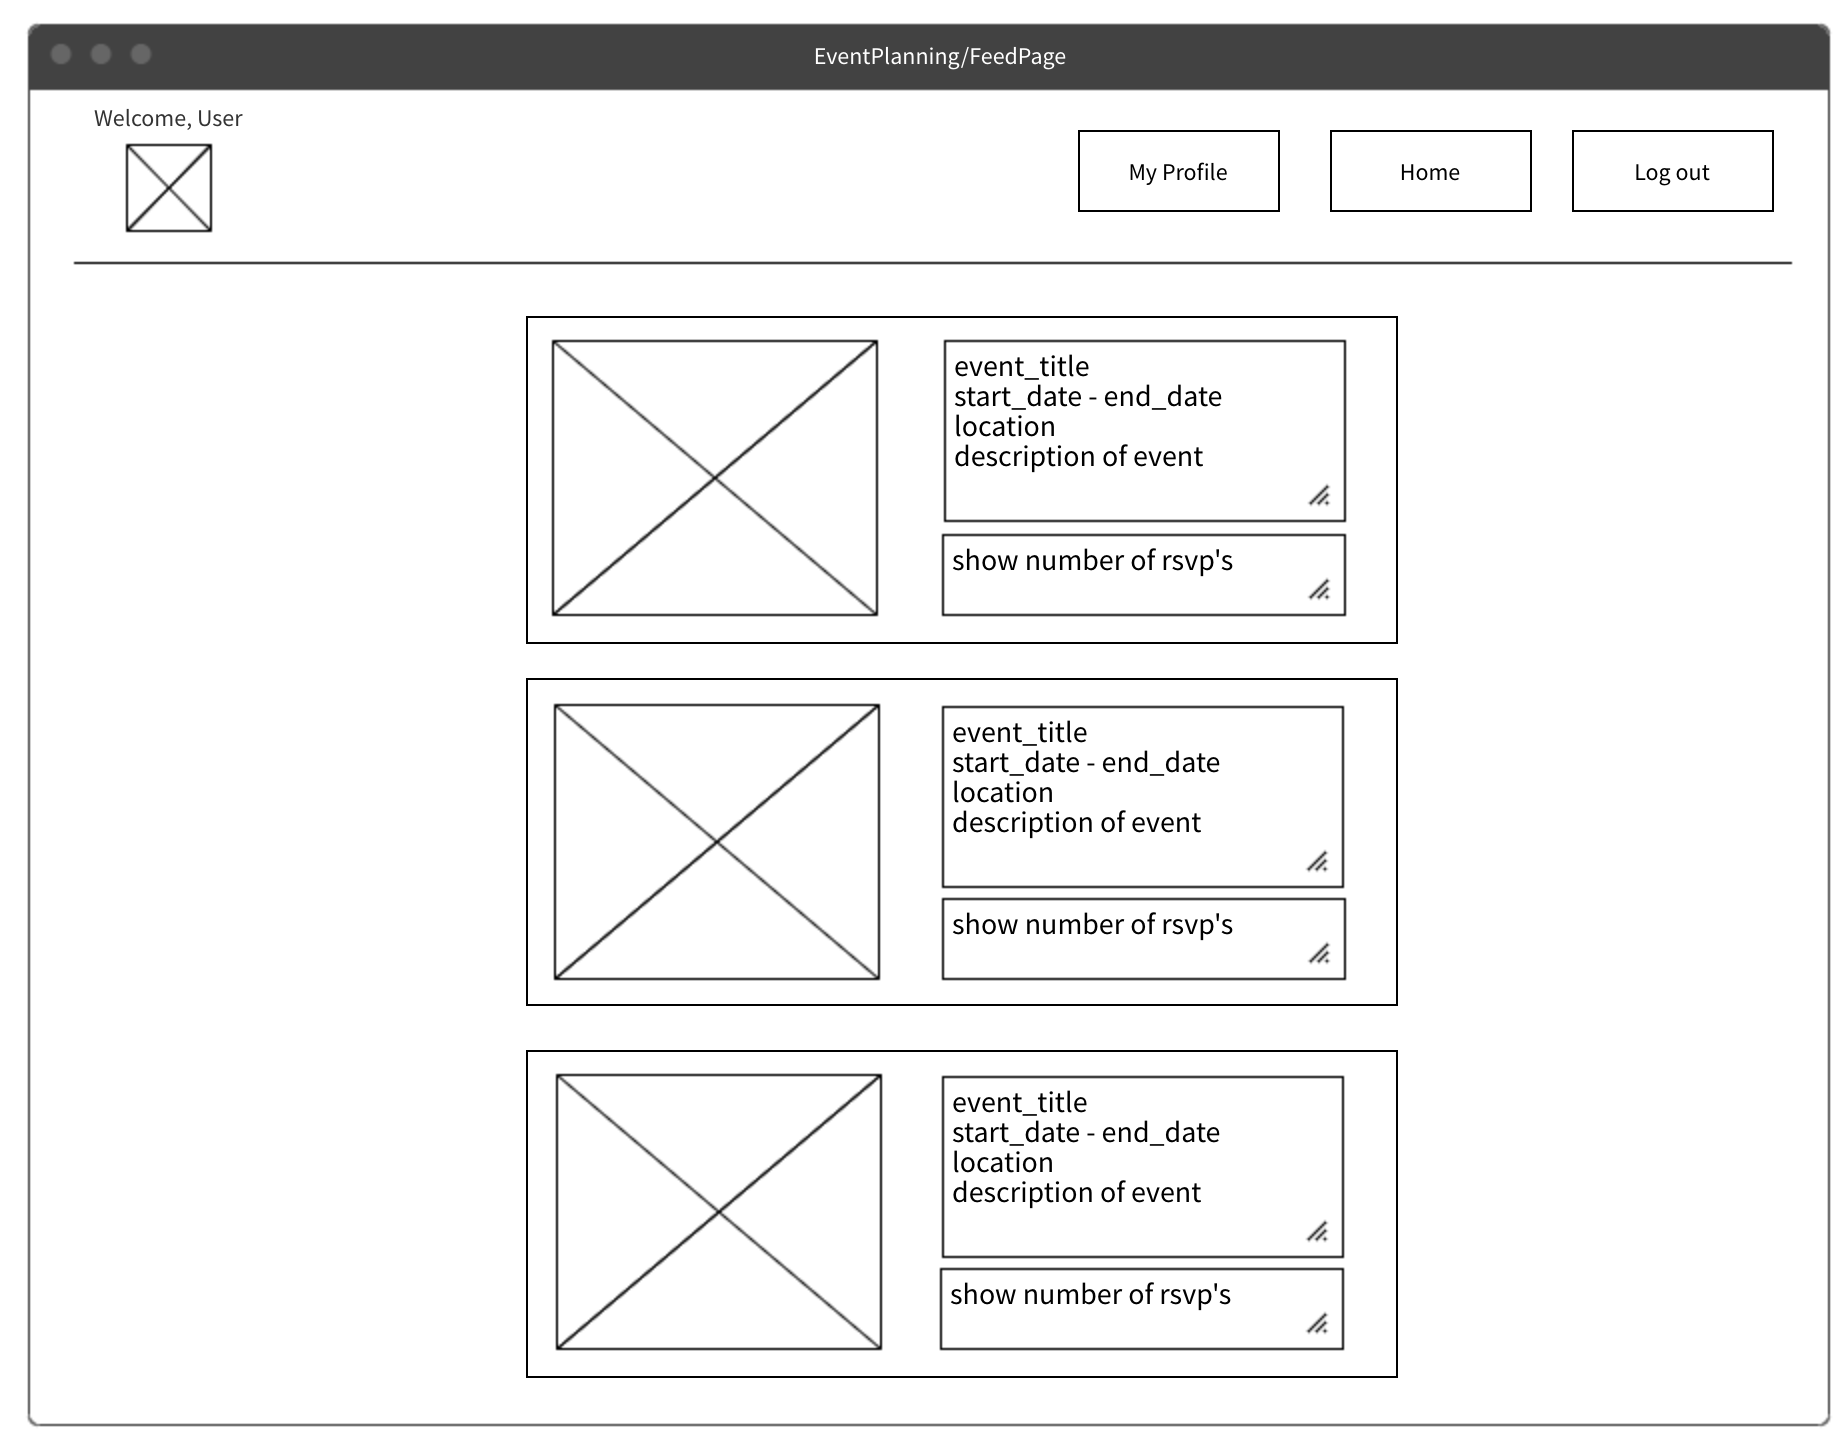 EventPlanning/FeedPage
Welcome, User
My Profile
Home
Log out
event_title
start_date - end_date
location
description of event
show number of rsvp's
event_title
start_date - end_date
location
description of event
show number of rsvp's
event_title
start_date - end_date
location
description of event
show number of rsvp's